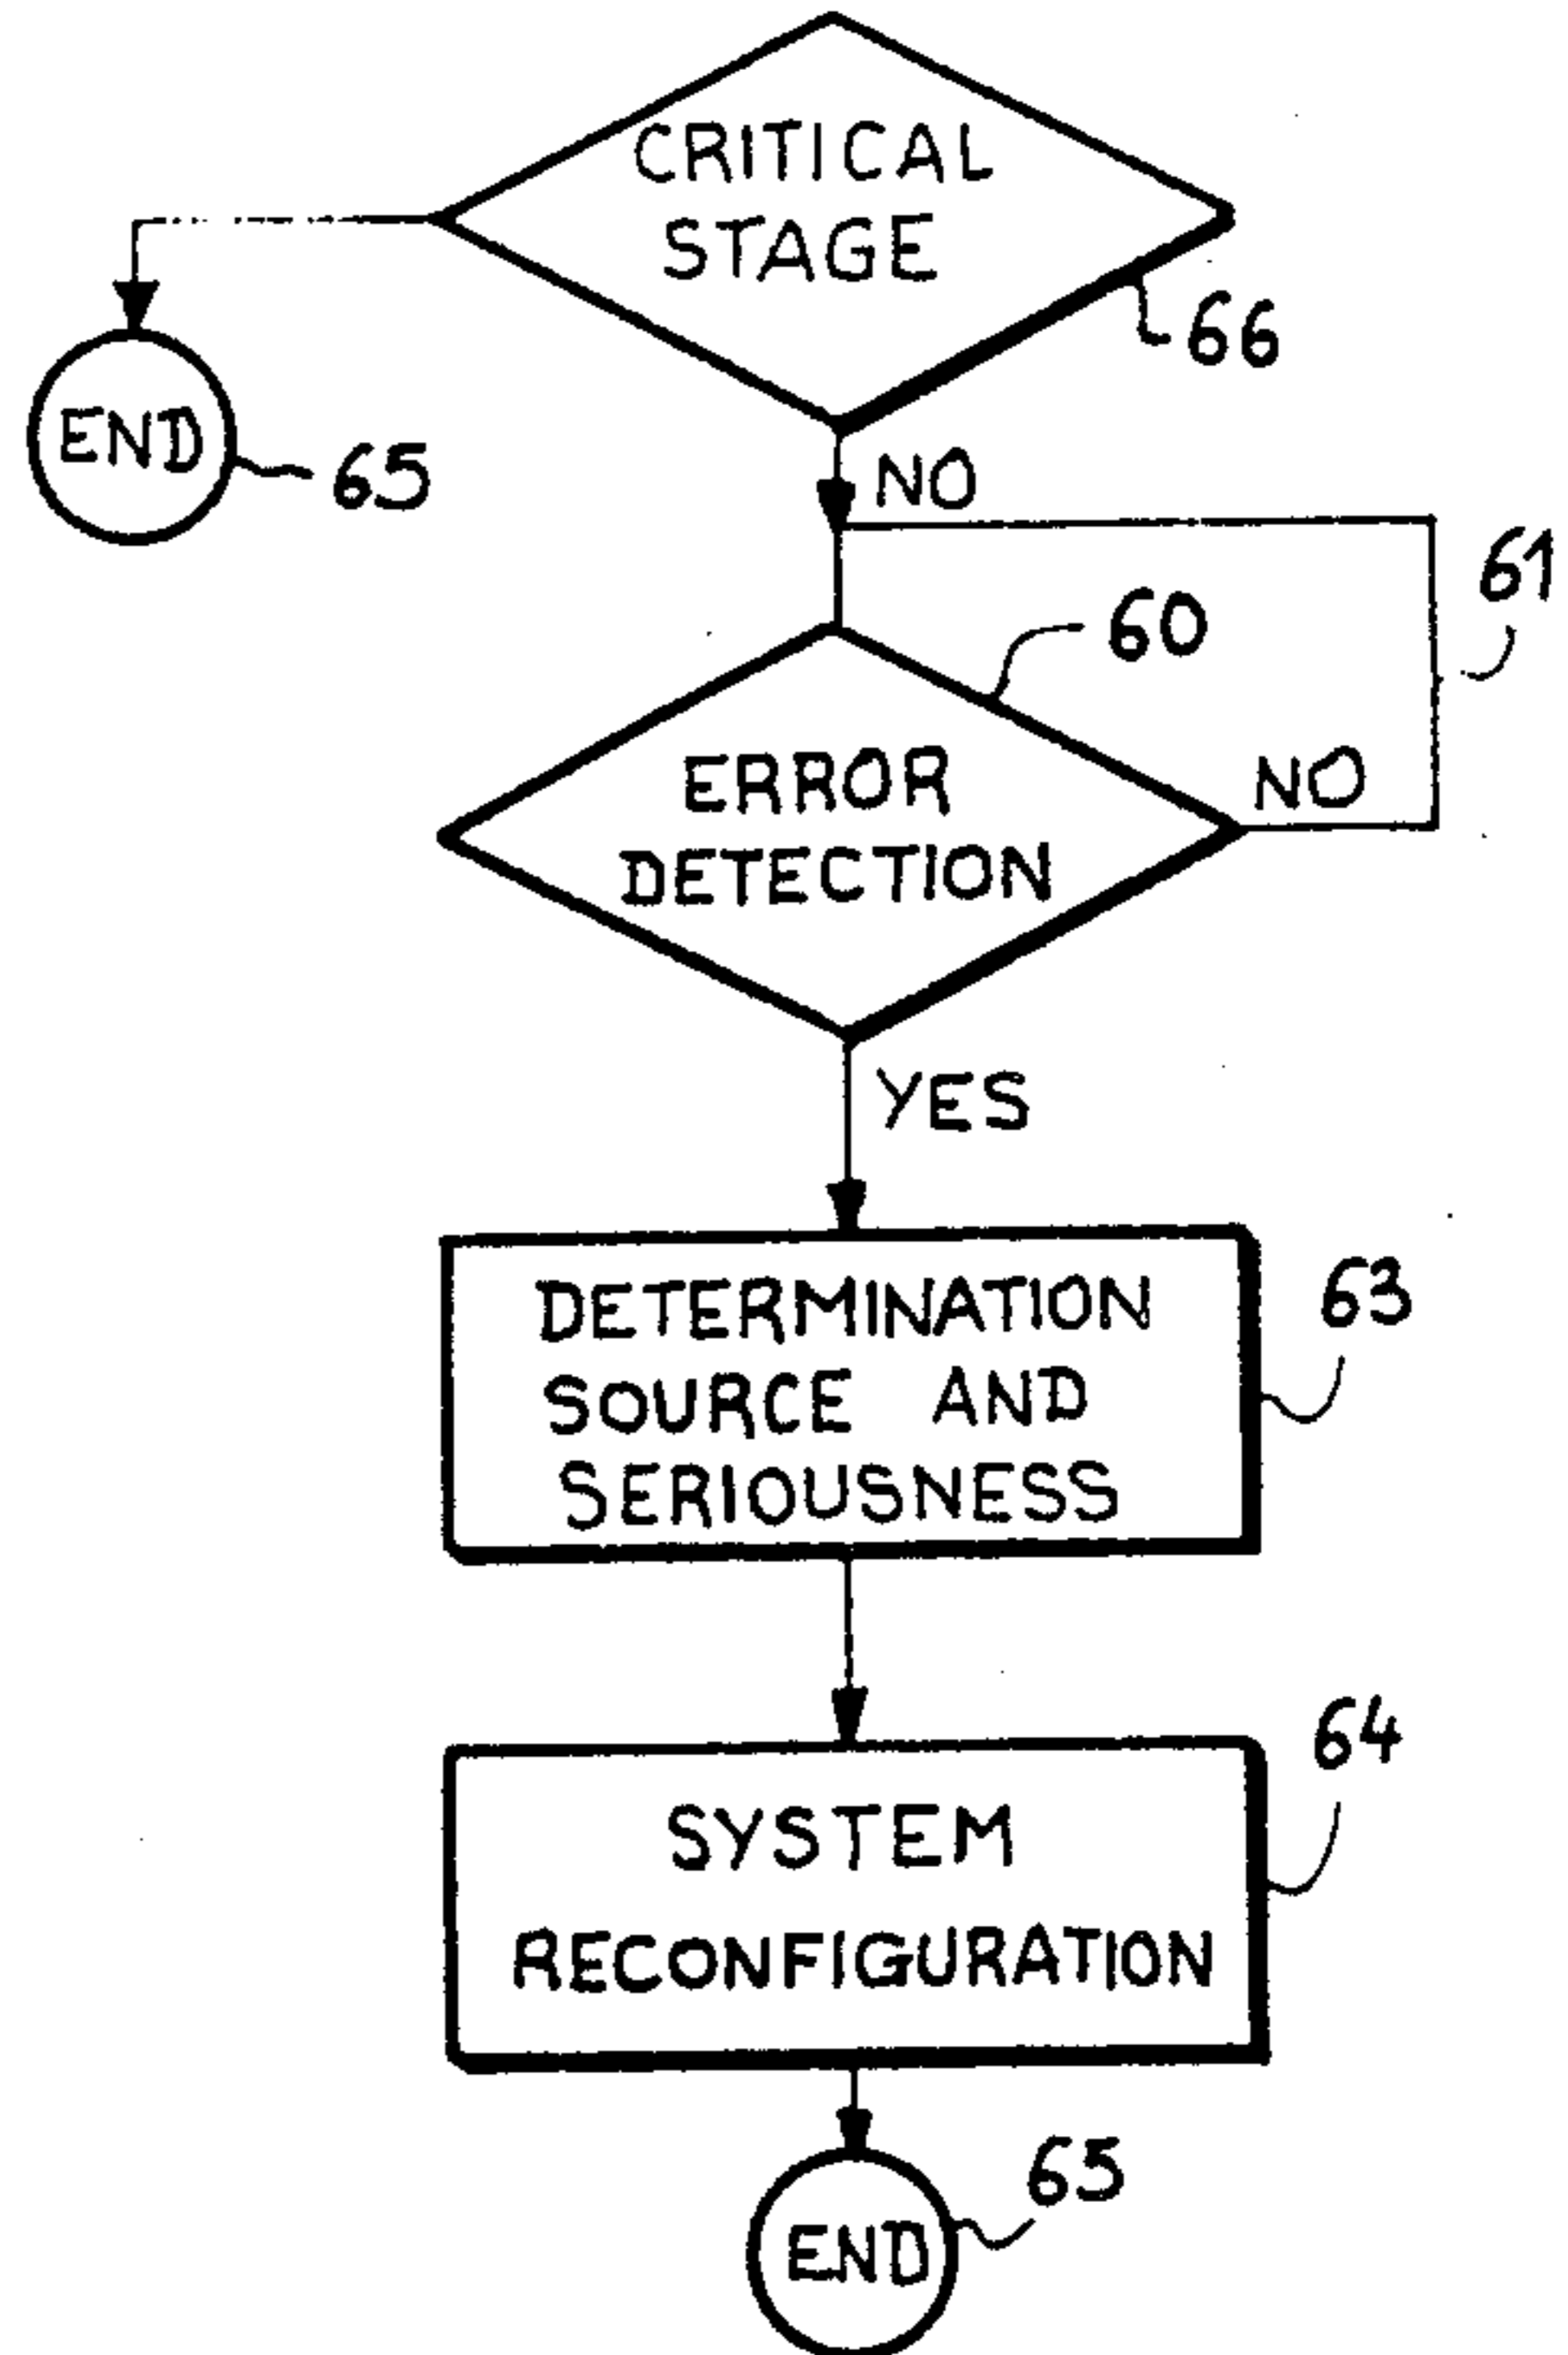 CRITICAL
STAGE
66
END
65
NO
61
60
ERROR
DETECTION
NO
YES
DETERMINATION
SOURCE AND
SERIOUSNESS
63
64
SYSTEM
RECONFIGURATION
65
END